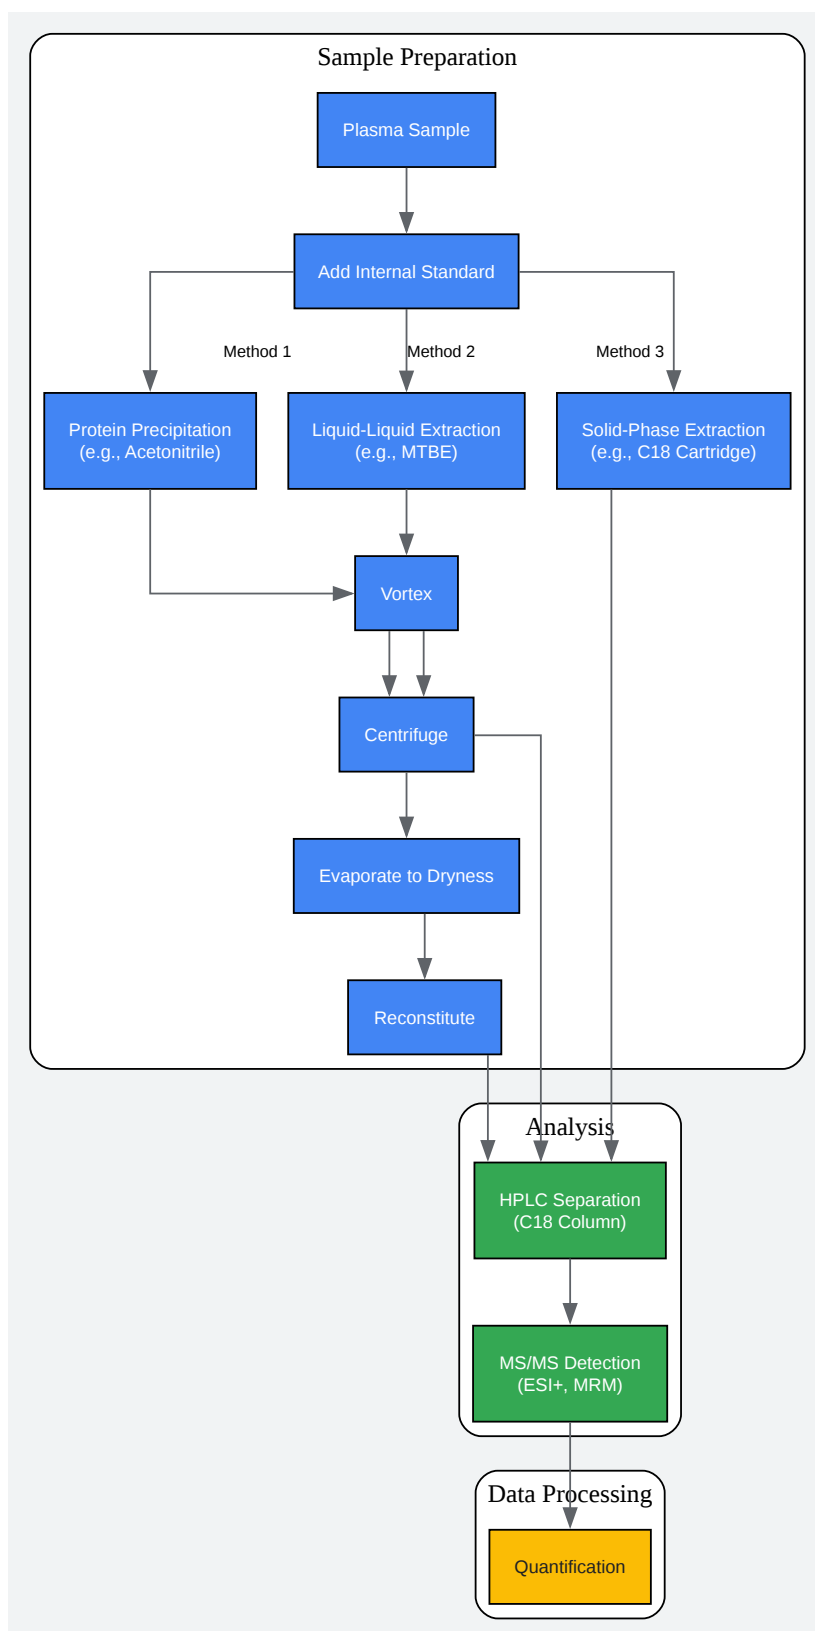 Sample Preparation
Plasma Sample
Add Internal Standard
Method 1
Method 2
Method 3
Protein Precipitation
(e.g., Acetonitrile)
Liquid-Liquid Extraction
(e.g., MTBE)
Solid-Phase Extraction
(e.g., C18 Cartridge)
Vortex
Centrifuge
Evaporate to Dryness
Reconstitute
Analysis
HPLC Separation
(C18 Column)
MS/MS Detection
(ESI+, MRM)
Data Processing
Quantification